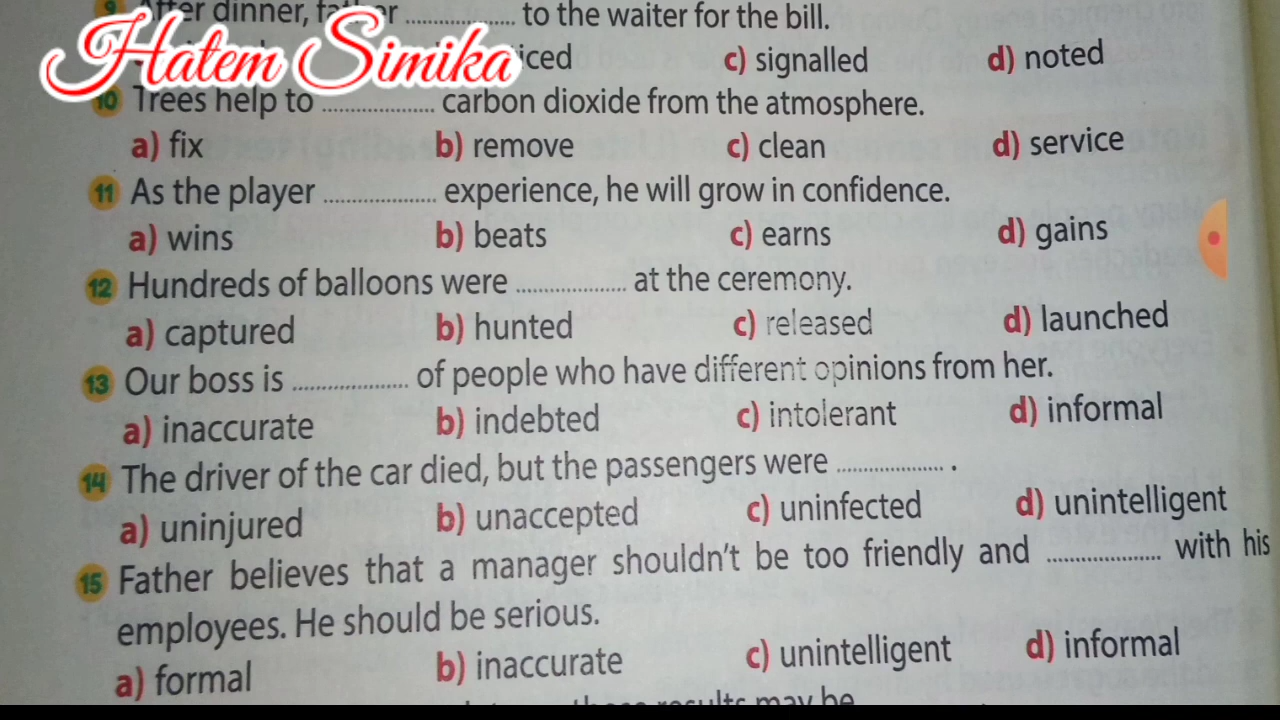 9 After dinner, father .................. to the waiter for the bill.
c) signalled d) noted
Hatem Simika
10 Trees help to .................. carbon dioxide from the atmosphere.
a) fix b) remove c) clean d) service
11 As the player .................. experience, he will grow in confidence.
a) wins b) beats c) earns d) gains
12 Hundreds of balloons were .................. at the ceremony.
a) captured b) hunted c) released d) launched
13 Our boss is .................. of people who have different opinions from her.
a) inaccurate b) indebted c) intolerant d) informal
14 The driver of the car died, but the passengers were .................. .
a) uninjured b) unaccepted c) uninfected d) unintelligent
15 Father believes that a manager shouldn't be too friendly and .................. with his
employees. He should be serious.
a) formal b) inaccurate c) unintelligent d) informal
these results may be